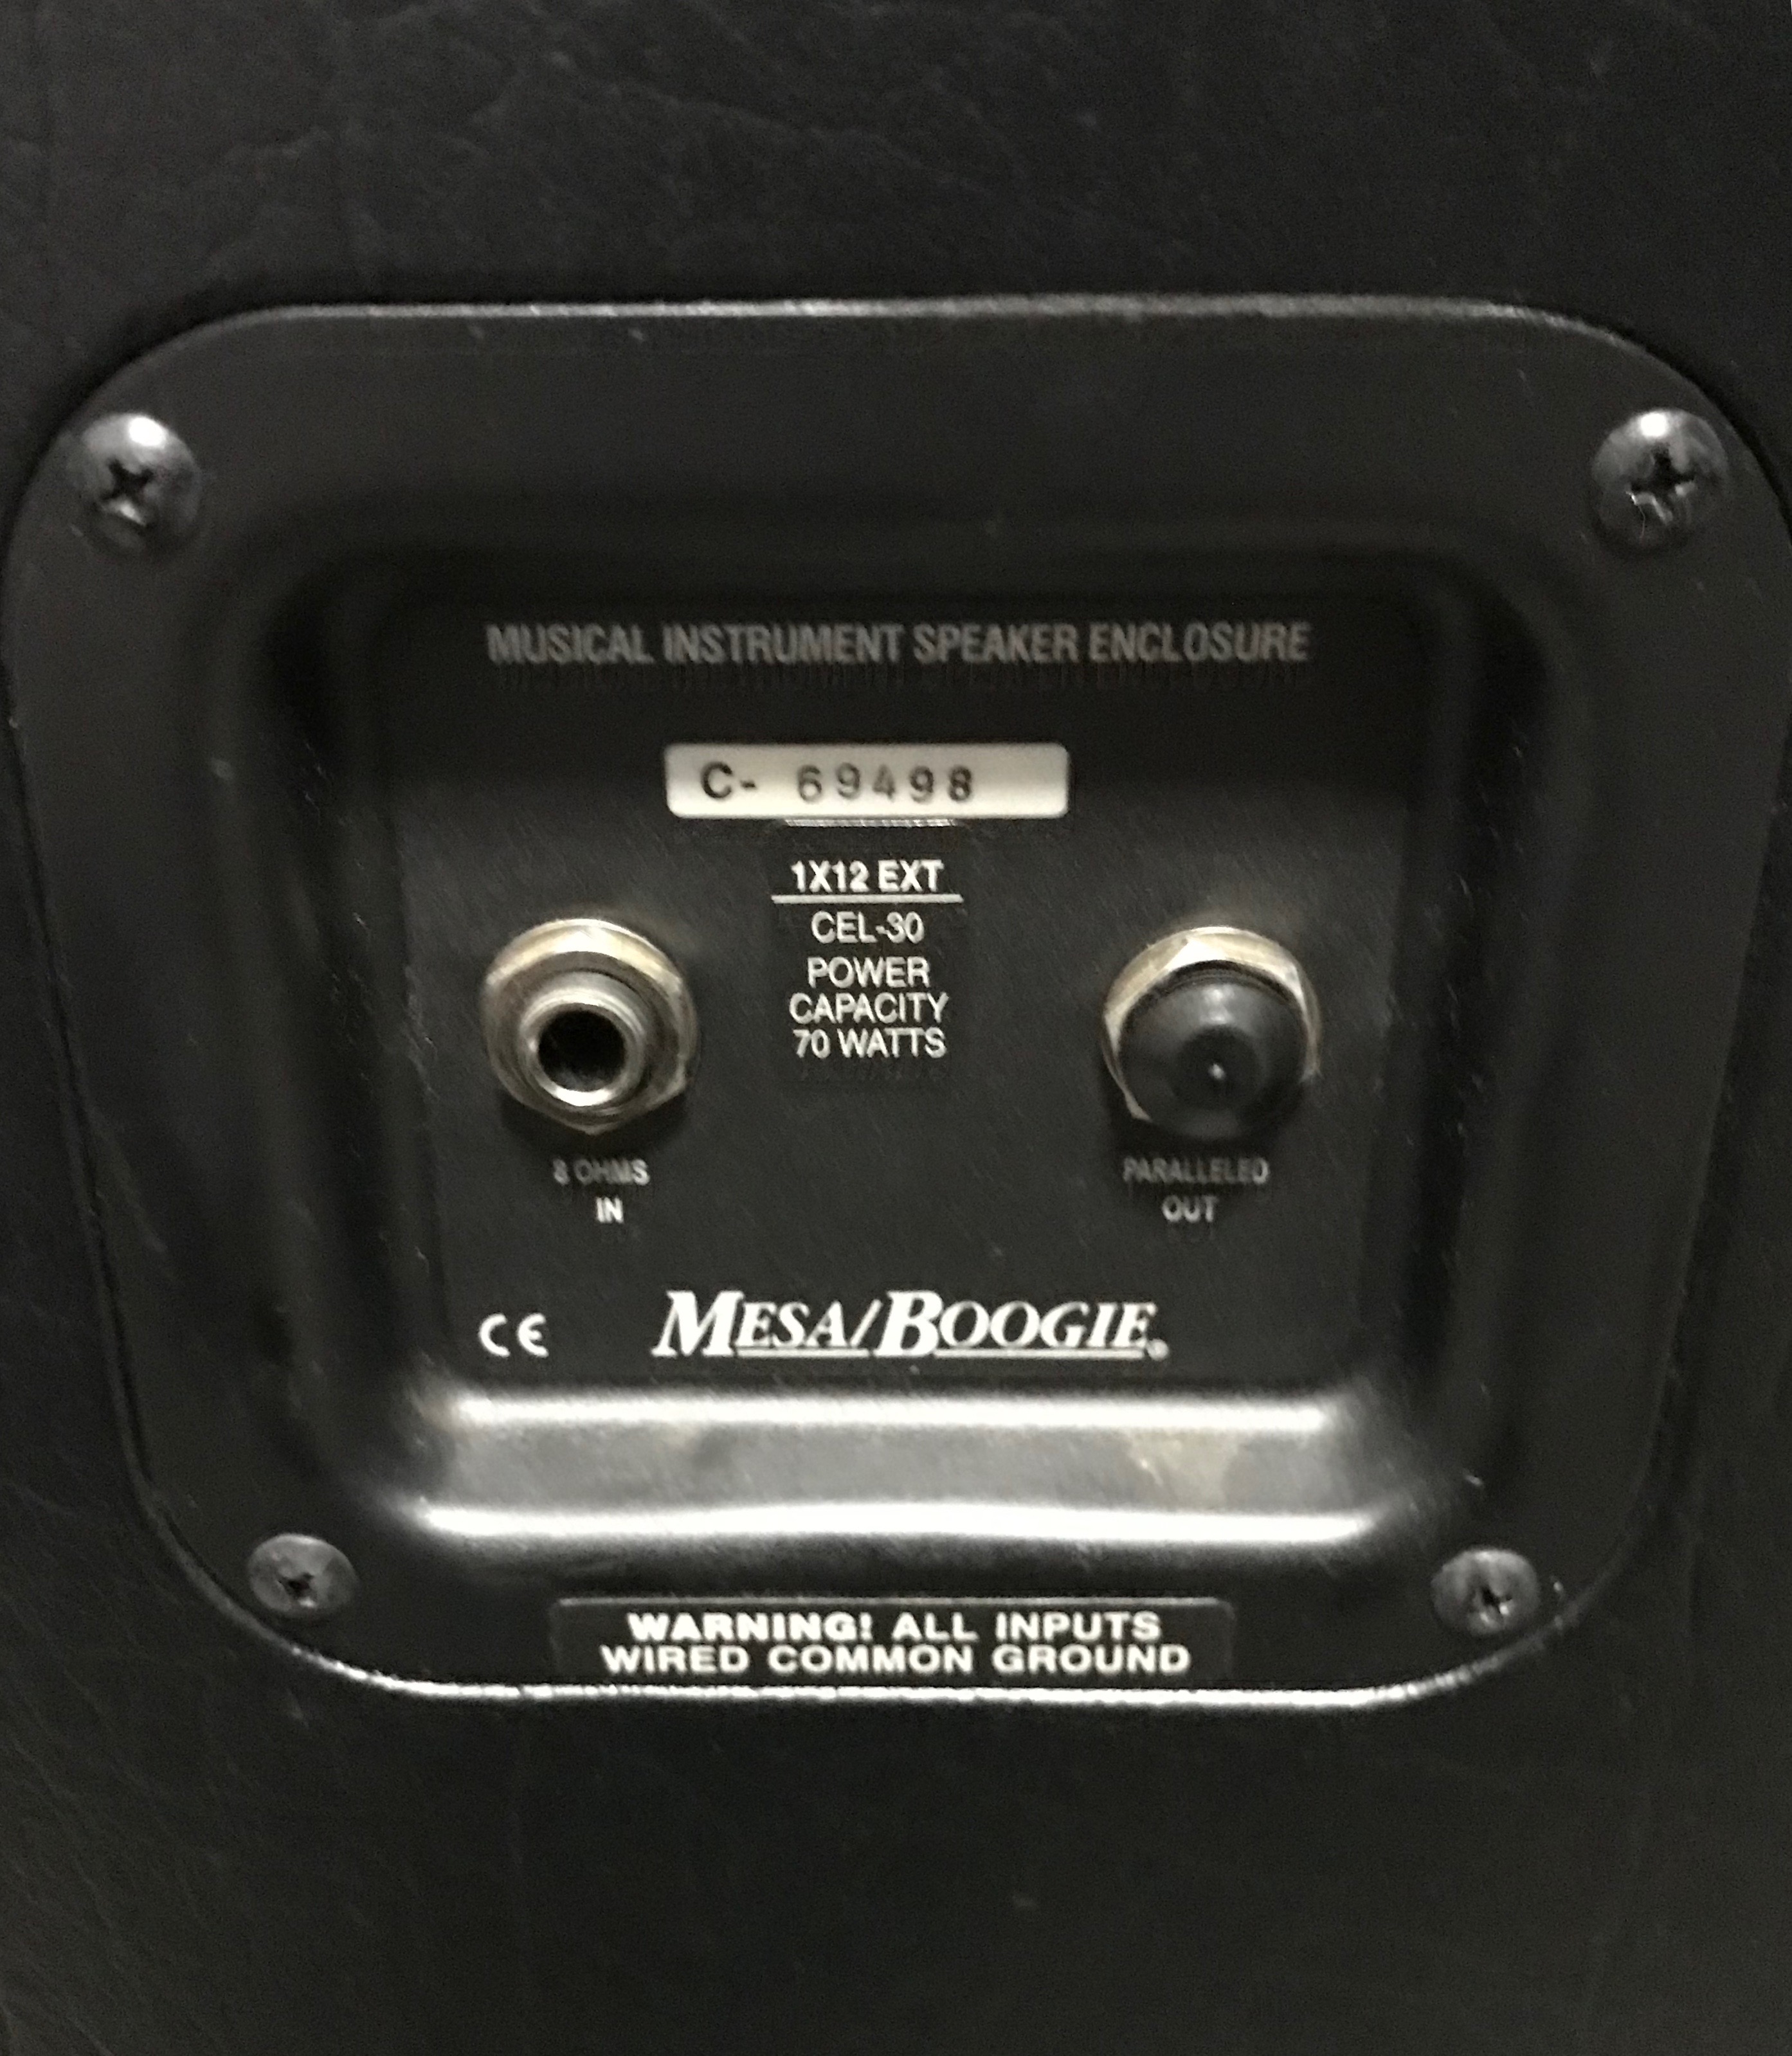 MUSICAL INSTRUMENT SPEAKER ENCLOSURE
C- 69498
1X12 EXT
CEL-30
POWER
CAPACITY
70 WATTS
8 OHMS
IN
PARALLELED
OUT
CE
MESA/BOOGIE®
WARNING! ALL INPUTS
WIRED COMMON GROUND